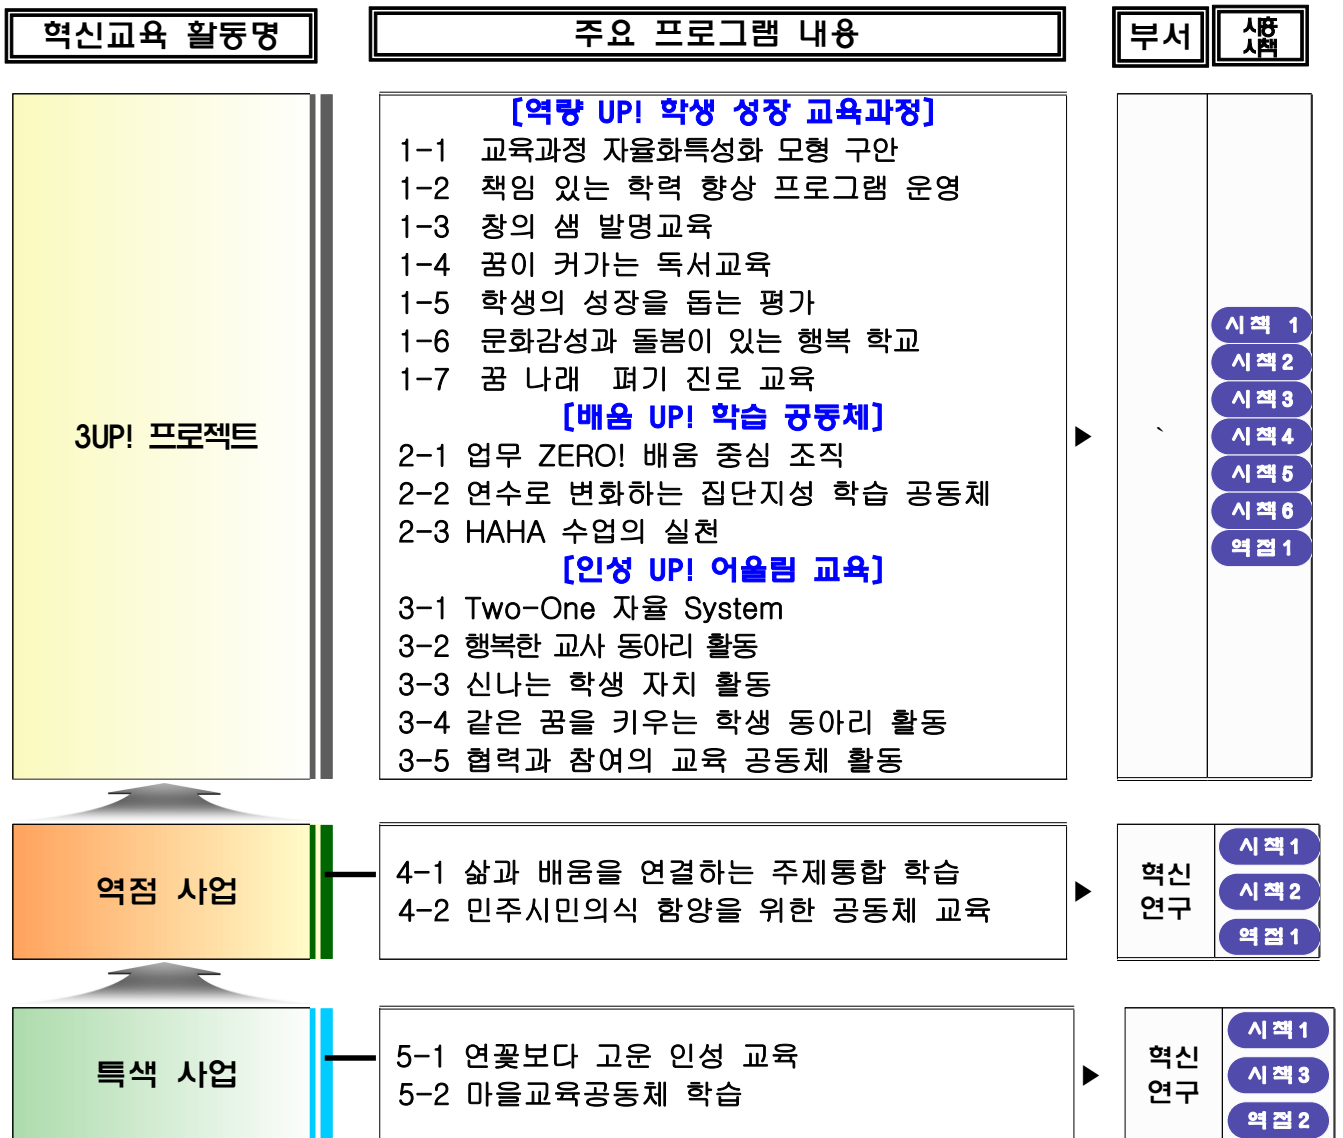 혁신교육 활동명
주요 프로그램 내용
부서
시흥
시책
3UP! 프로젝트
[역량 UP! 학생 성장 교육과정]
1-1 교육과정 자율화특성화 모형 구안
1-2 책임 있는 학력 향상 프로그램 운영
1-3 창의 샘 발명교육
1-4 꿈이 커가는 독서교육
1-5 학생의 성장을 돕는 평가
1-6 문화감성과 돌봄이 있는 행복 학교
1-7 꿈 나래 펴기 진로 교육
[배움 UP! 학습 공동체]
2-1 업무 ZERO! 배움 중심 조직
2-2 연수로 변화하는 집단지성 학습 공동체
2-3 HAHA 수업의 실천
[인성 UP! 어울림 교육]
3-1 Two-One 자율 System
3-2 행복한 교사 동아리 활동
3-3 신나는 학생 자치 활동
3-4 같은 꿈을 키우는 학생 동아리 활동
3-5 협력과 참여의 교육 공동체 활동
▶
`
시책 1
시책2
시책3
시책4
시책5
시책6
역점1
역점 사업
4-1 삶과 배움을 연결하는 주제통합 학습
4-2 민주시민의식 함양을 위한 공동체 교육
▶
혁신
연구
시책1
시책2
역점1
특색 사업
5-1 연꽃보다 고운 인성 교육
5-2 마을교육공동체 학습
▶
혁신
연구
시책1
시책3
역점2